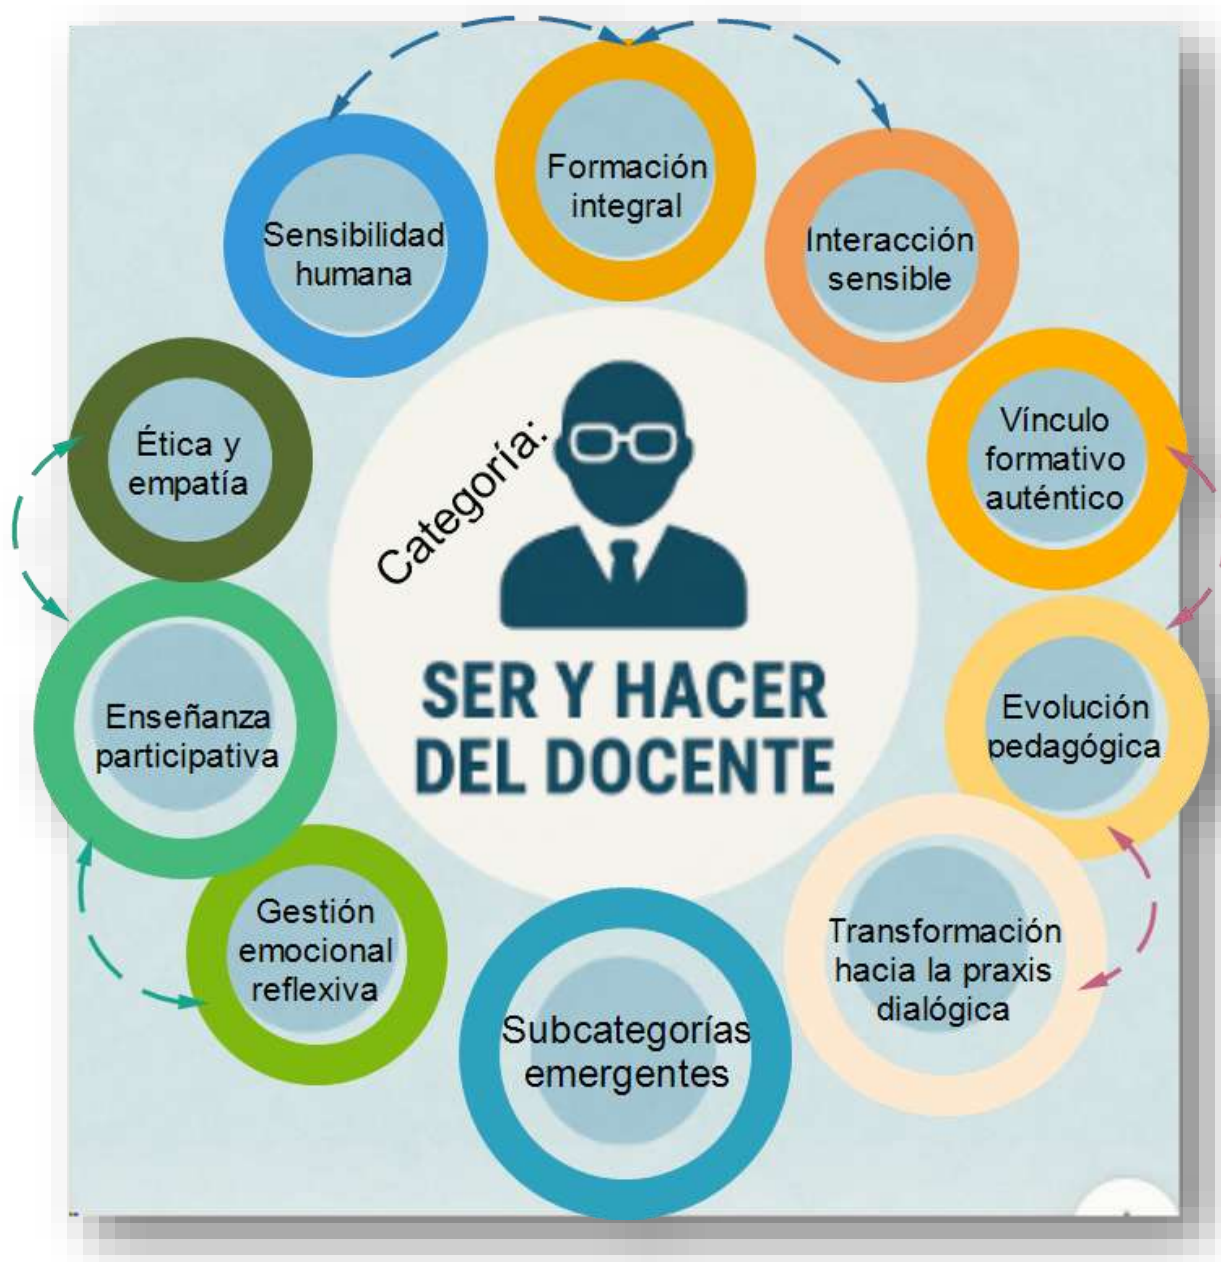 Formación
integral
Sensibilidad
humana
Interacción
sensible
Ética y
empatía
Categoría:
Vínculo
formativo
auténtico
SER Y HACER
DEL DOCENTE
Enseñanza
participativa
Evolución
pedagógica
Gestión
emocional
reflexiva
Transformación
hacia la praxis
dialógica
Subcategorías
emergentes